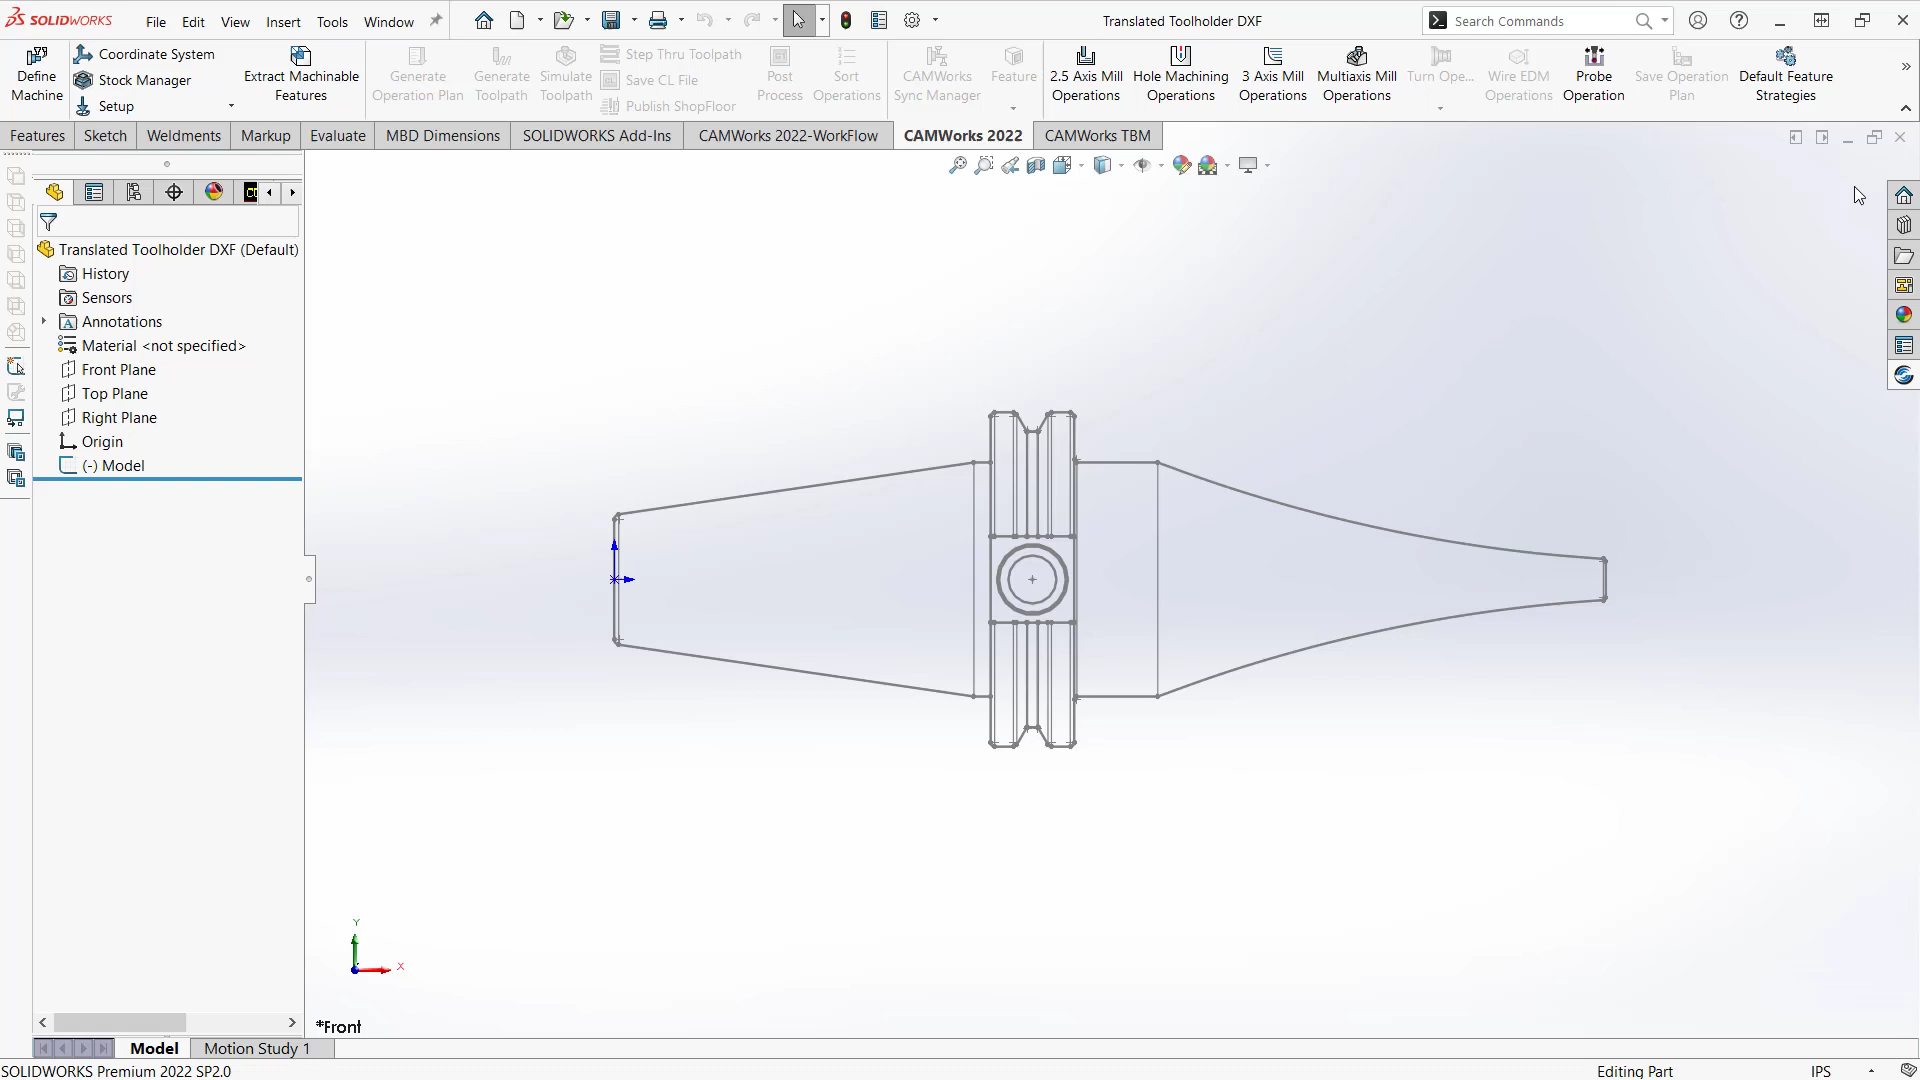 SOLIDWORKS File Edit View Insert Tools Window Translated Toolholder DXF Search Commands
Define
Machine
Coordinate System
Stock Manager
Setup
Extract Machinable
Features
Generate
Operation Plan
Generate
Toolpath
Simulate
Toolpath
Step Thru Toolpath
Save CL File
Publish ShopFloor
Post
Process
Sort
Operations
CAMWorks
Sync Manager
Feature
2.5 Axis Mill
Operations
Hole Machining
Operations
3 Axis Mill
Operations
Multiaxis Mill
Operations
Turn Ope...
Wire EDM
Operations
Probe
Operation
Save Operation
Plan
Default Feature
Strategies
Features Sketch Weldments Markup Evaluate MBD Dimensions SOLIDWORKS Add-Ins CAMWorks 2022-WorkFlow CAMWorks 2022 CAMWorks TBM
Translated Toolholder DXF (Default)
History
Sensors
Annotations
Material <not specified>
Front Plane
Top Plane
Right Plane
Origin
(-) Model
Y
X
*Front
Model Motion Study 1
SOLIDWORKS Premium 2022 SP2.0 Editing Part IPS